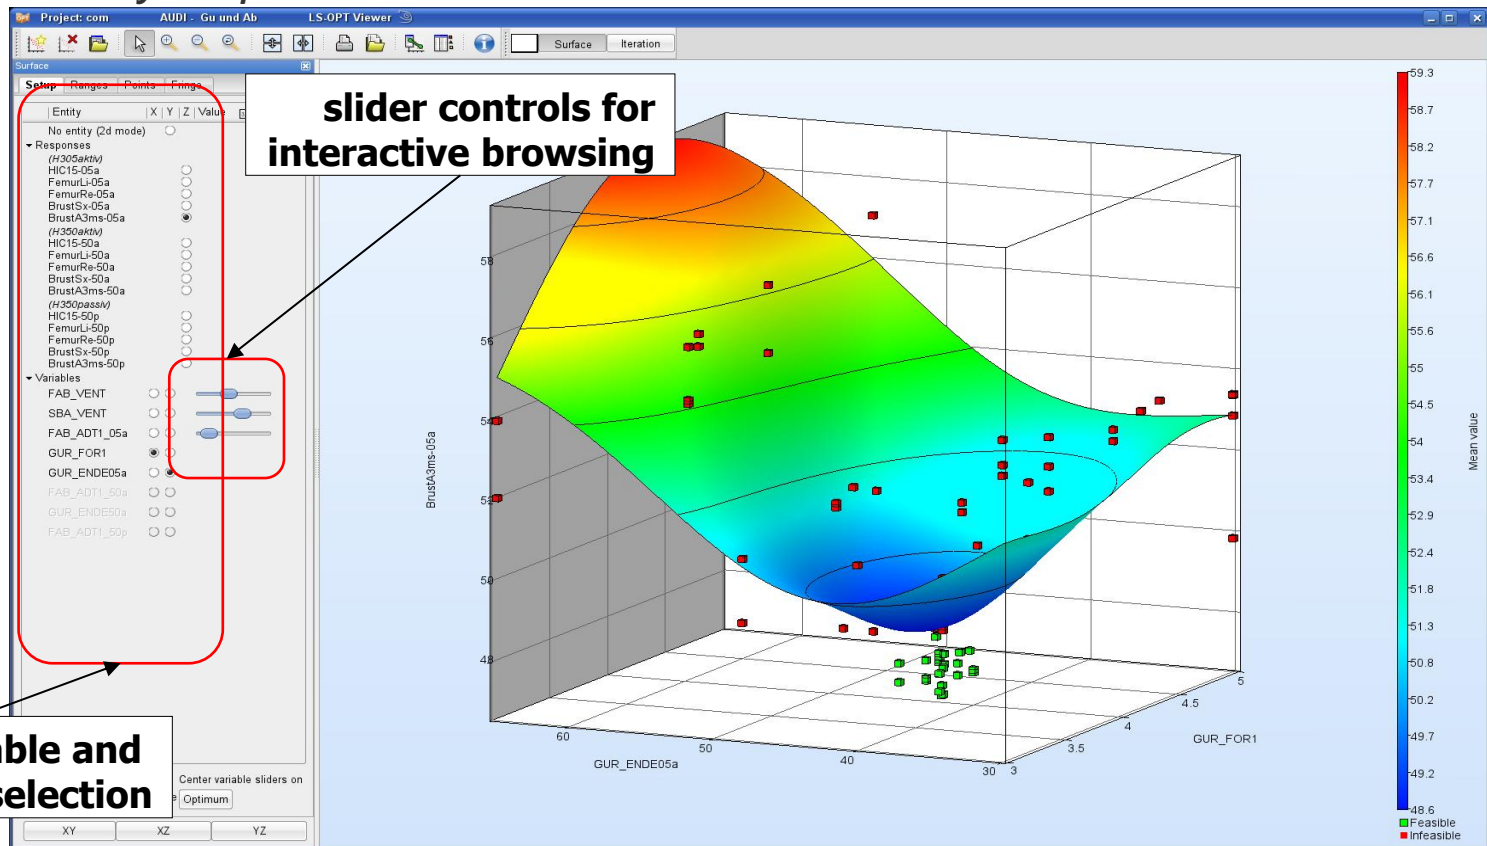 Project: com AUDI - Gu und Ab LS-OPT Viewer
Surface Iteration
Surface
Setup Ranges Points Fringe
Entity X Y Z Value
No entity (2d mode)
Responses
(H305aktiv)
HIC15-05a
FemurLi-05a
FemurRe-05a
BrustSx-05a
BrustA3ms-05a
(H350aktiv)
HIC15-50a
FemurLi-50a
FemurRe-50a
BrustSx-50a
BrustA3ms-50a
(H350passiv)
HIC15-50p
FemurLi-50p
FemurRe-50p
BrustSx-50p
BrustA3ms-50p
Variables
FAB_VENT
SBA_VENT
FAB_ADT1_05a
GUR_FOR1
GUR_ENDE05a
FAB_ADT1_50a
GUR_ENDE50a
FAB_ADT1_50p
slider controls for
interactive browsing
able and
selection
Center variable sliders on
Optimum
XY XZ YZ
BrustA3ms-05a
58
56
54
52
50
48
60
50
40
30
GUR_ENDE05a
3
3.5
4
4.5
5
GUR_FOR1
59.3
58.7
58.2
57.7
57.1
56.6
56.1
55.6
55
54.5
54
53.4
52.9
52.4
51.8
51.3
50.8
50.2
49.7
49.2
48.6
Mean value
Feasible
Infeasible